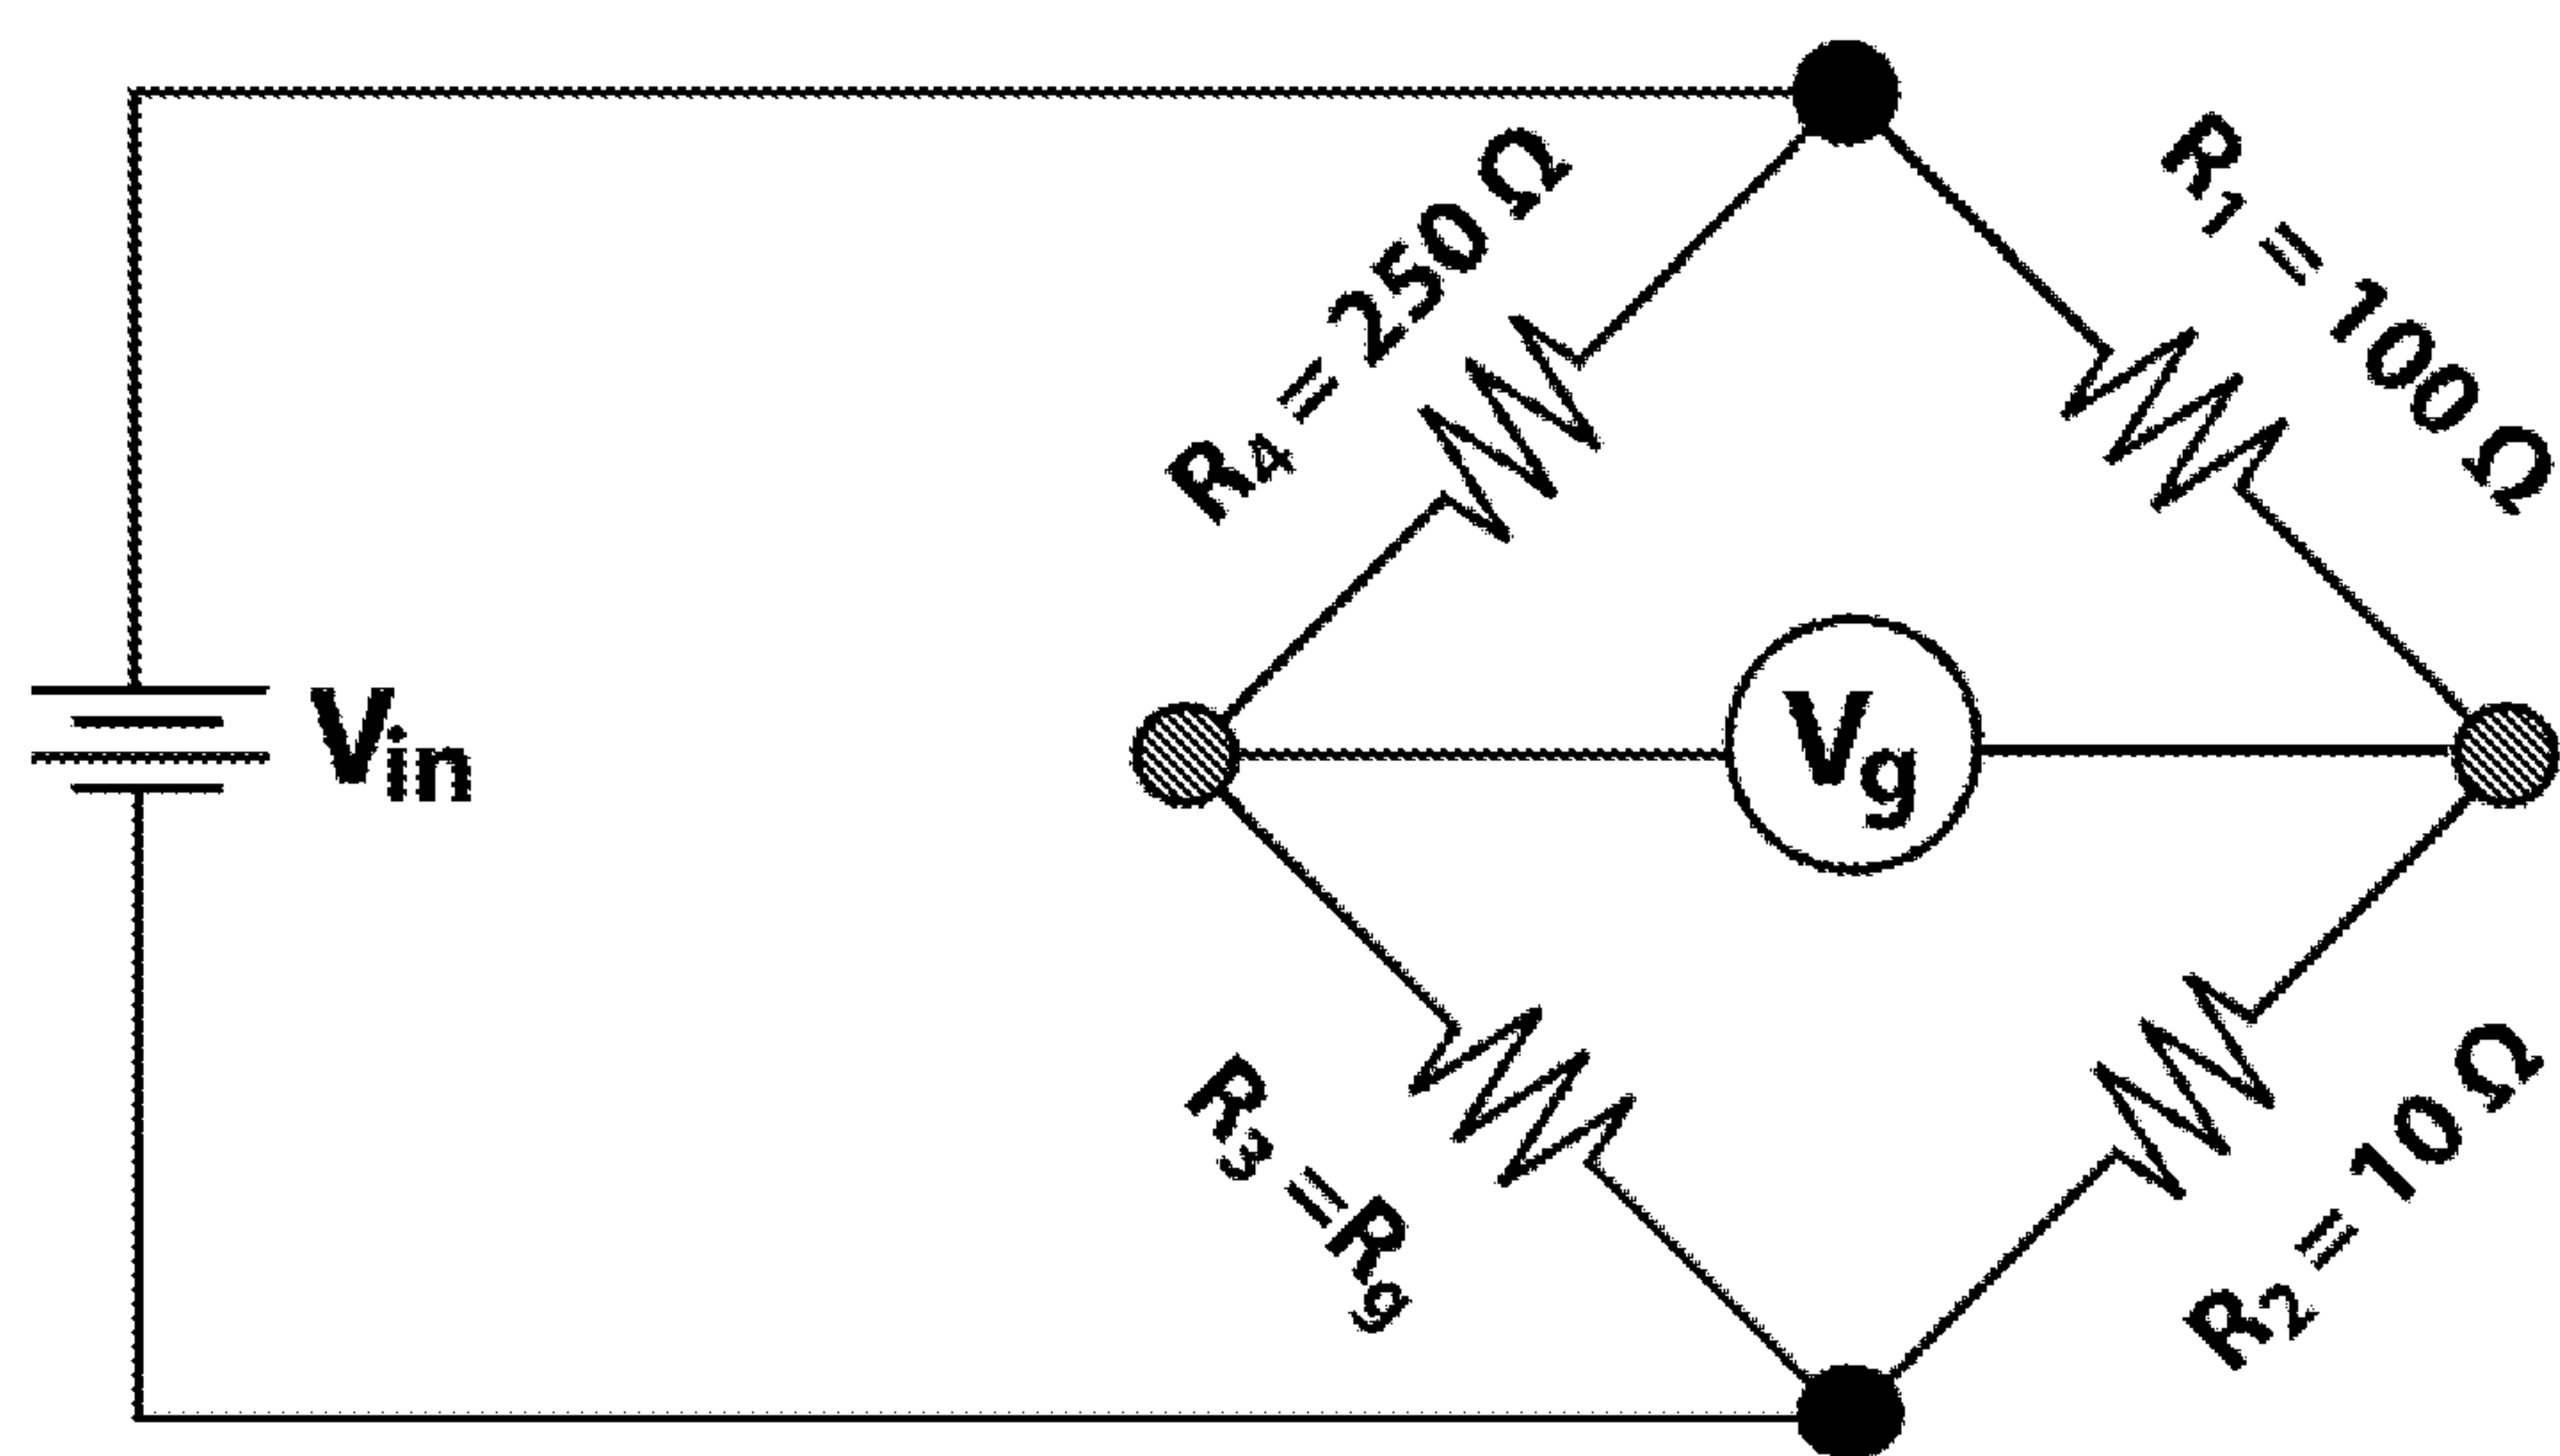 R₄ = 250 Ω
R₁ = 100 Ω
Vin
Vg
R₃ =Rg
R₂ = 10 Ω